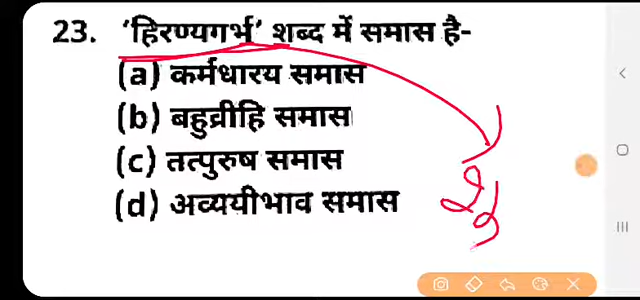 23. 'हिरण्यगर्भ' शब्द में समास है-
(a) कर्मधारय समास
(b) बहुव्रीहि समास
(c) तत्पुरुष समास
(d) अव्ययीभाव समास